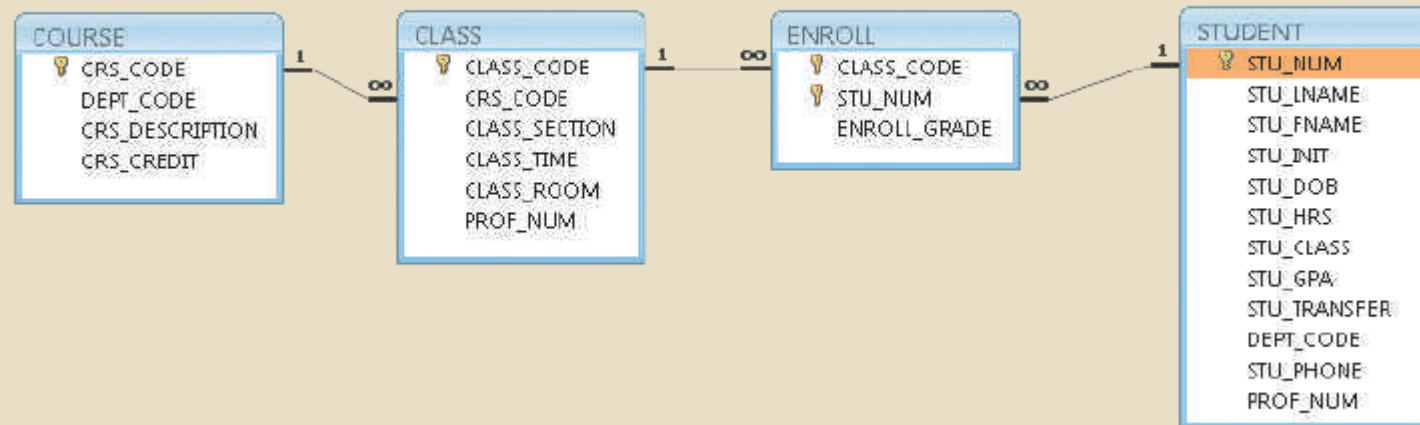 COURSE
CRS_CODE
DEPT_CODE
CRS_DESCRIPTION
CRS_CREDIT
1
∞
CLASS
CLASS_CODE
CRS_CODE
CLASS_SECTION
CLASS_TIME
CLASS_ROOM
PROF_NUM
1
∞
ENROLL
CLASS_CODE
STU_NUM
ENROLL_GRADE
∞
1
STUDENT
STU_NUM
STU_LNAME
STU_FNAME
STU_INIT
STU_DOB
STU_HRS
STU_CLASS
STU_GPA
STU_TRANSFER
DEPT_CODE
STU_PHONE
PROF_NUM